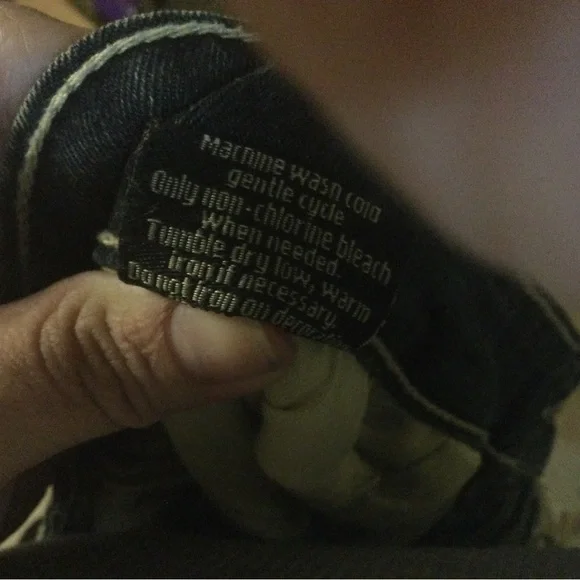 Machine wash cold
gentle cycle
Only non-chlorine bleach
when needed.
Tumble dry low, warm
iron if necessary.
Do not iron on